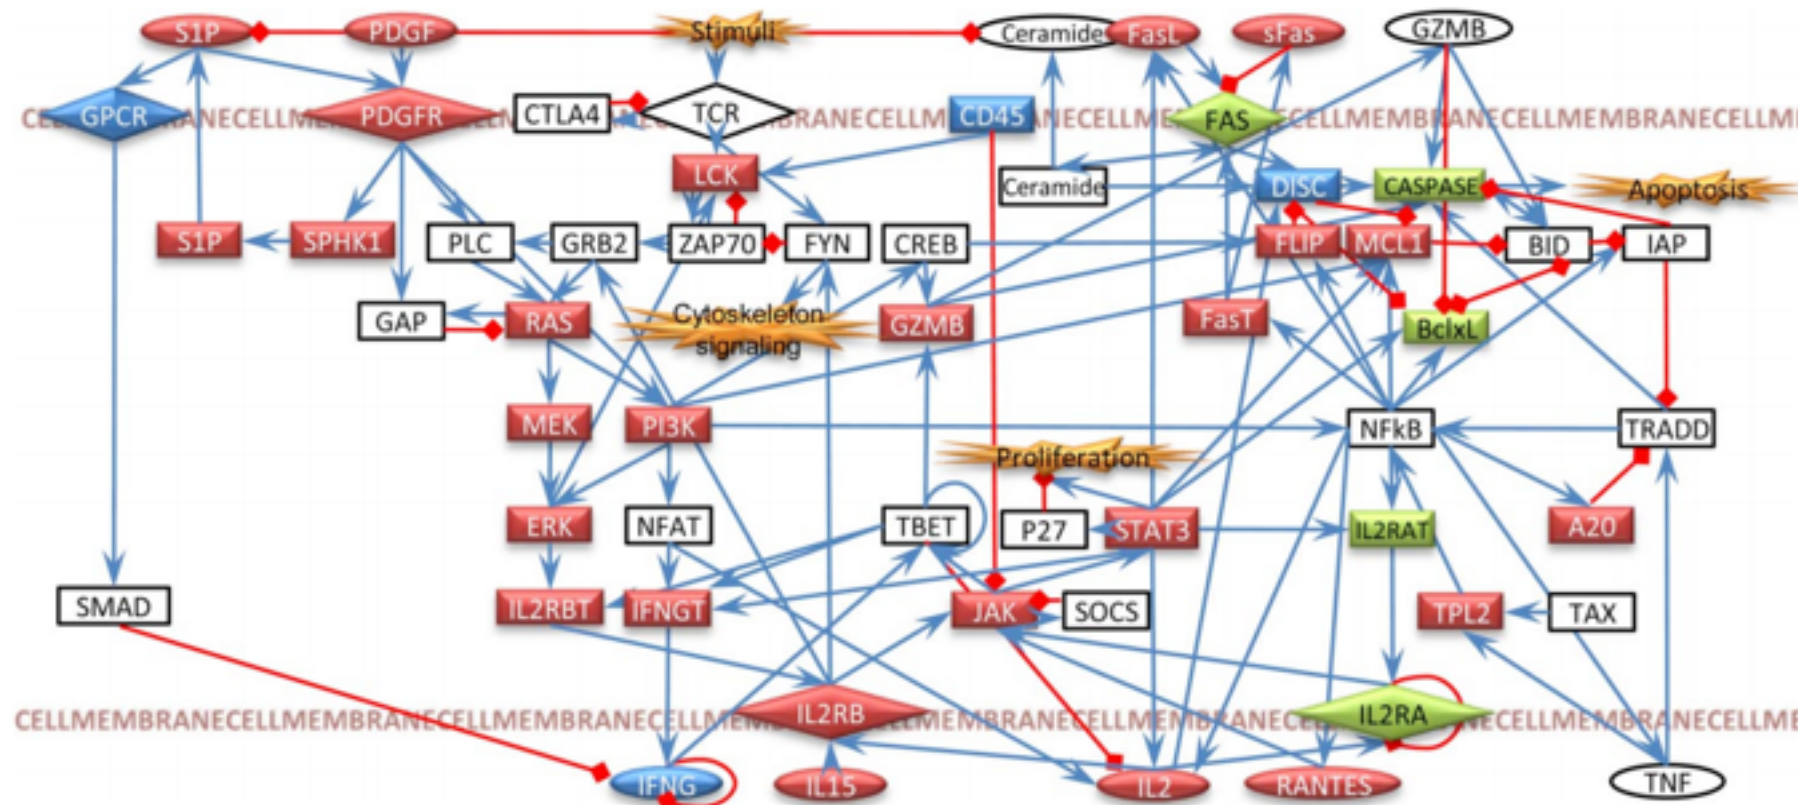 S1P PDGF Stimuli Ceramide FasL sFas GZMB
CELLMEMBRANECELLMEMBRANECELLMEMBRANECELLMEMBRANECELLMEMBRANECELLMEMBRANECELLMEMBRANE
GPCR PDGFR CTLA4 TCR CD45 FAS
LCK Ceramide DISC CASPASE Apoptosis
S1P SPHK1 PLC GRB2 ZAP70 FYN CREB FLIP MCL1 BID IAP
GAP RAS Cytoskeleton GZMB FasT BclxL
signaling
MEK PI3K NFkB TRADD
Proliferation
ERK NFAT TBET P27 STAT3 IL2RAT A20
SMAD IL2RBT IFNGT JAK SOCS TPL2 TAX
CELLMEMBRANECELLMEMBRANECELLMEMBRANECELLMEMBRANECELLMEMBRANECELLMEMBRANECELLMEMBRANE
IL2RB IL2RA
IFNG IL15 IL2 RANTES TNF